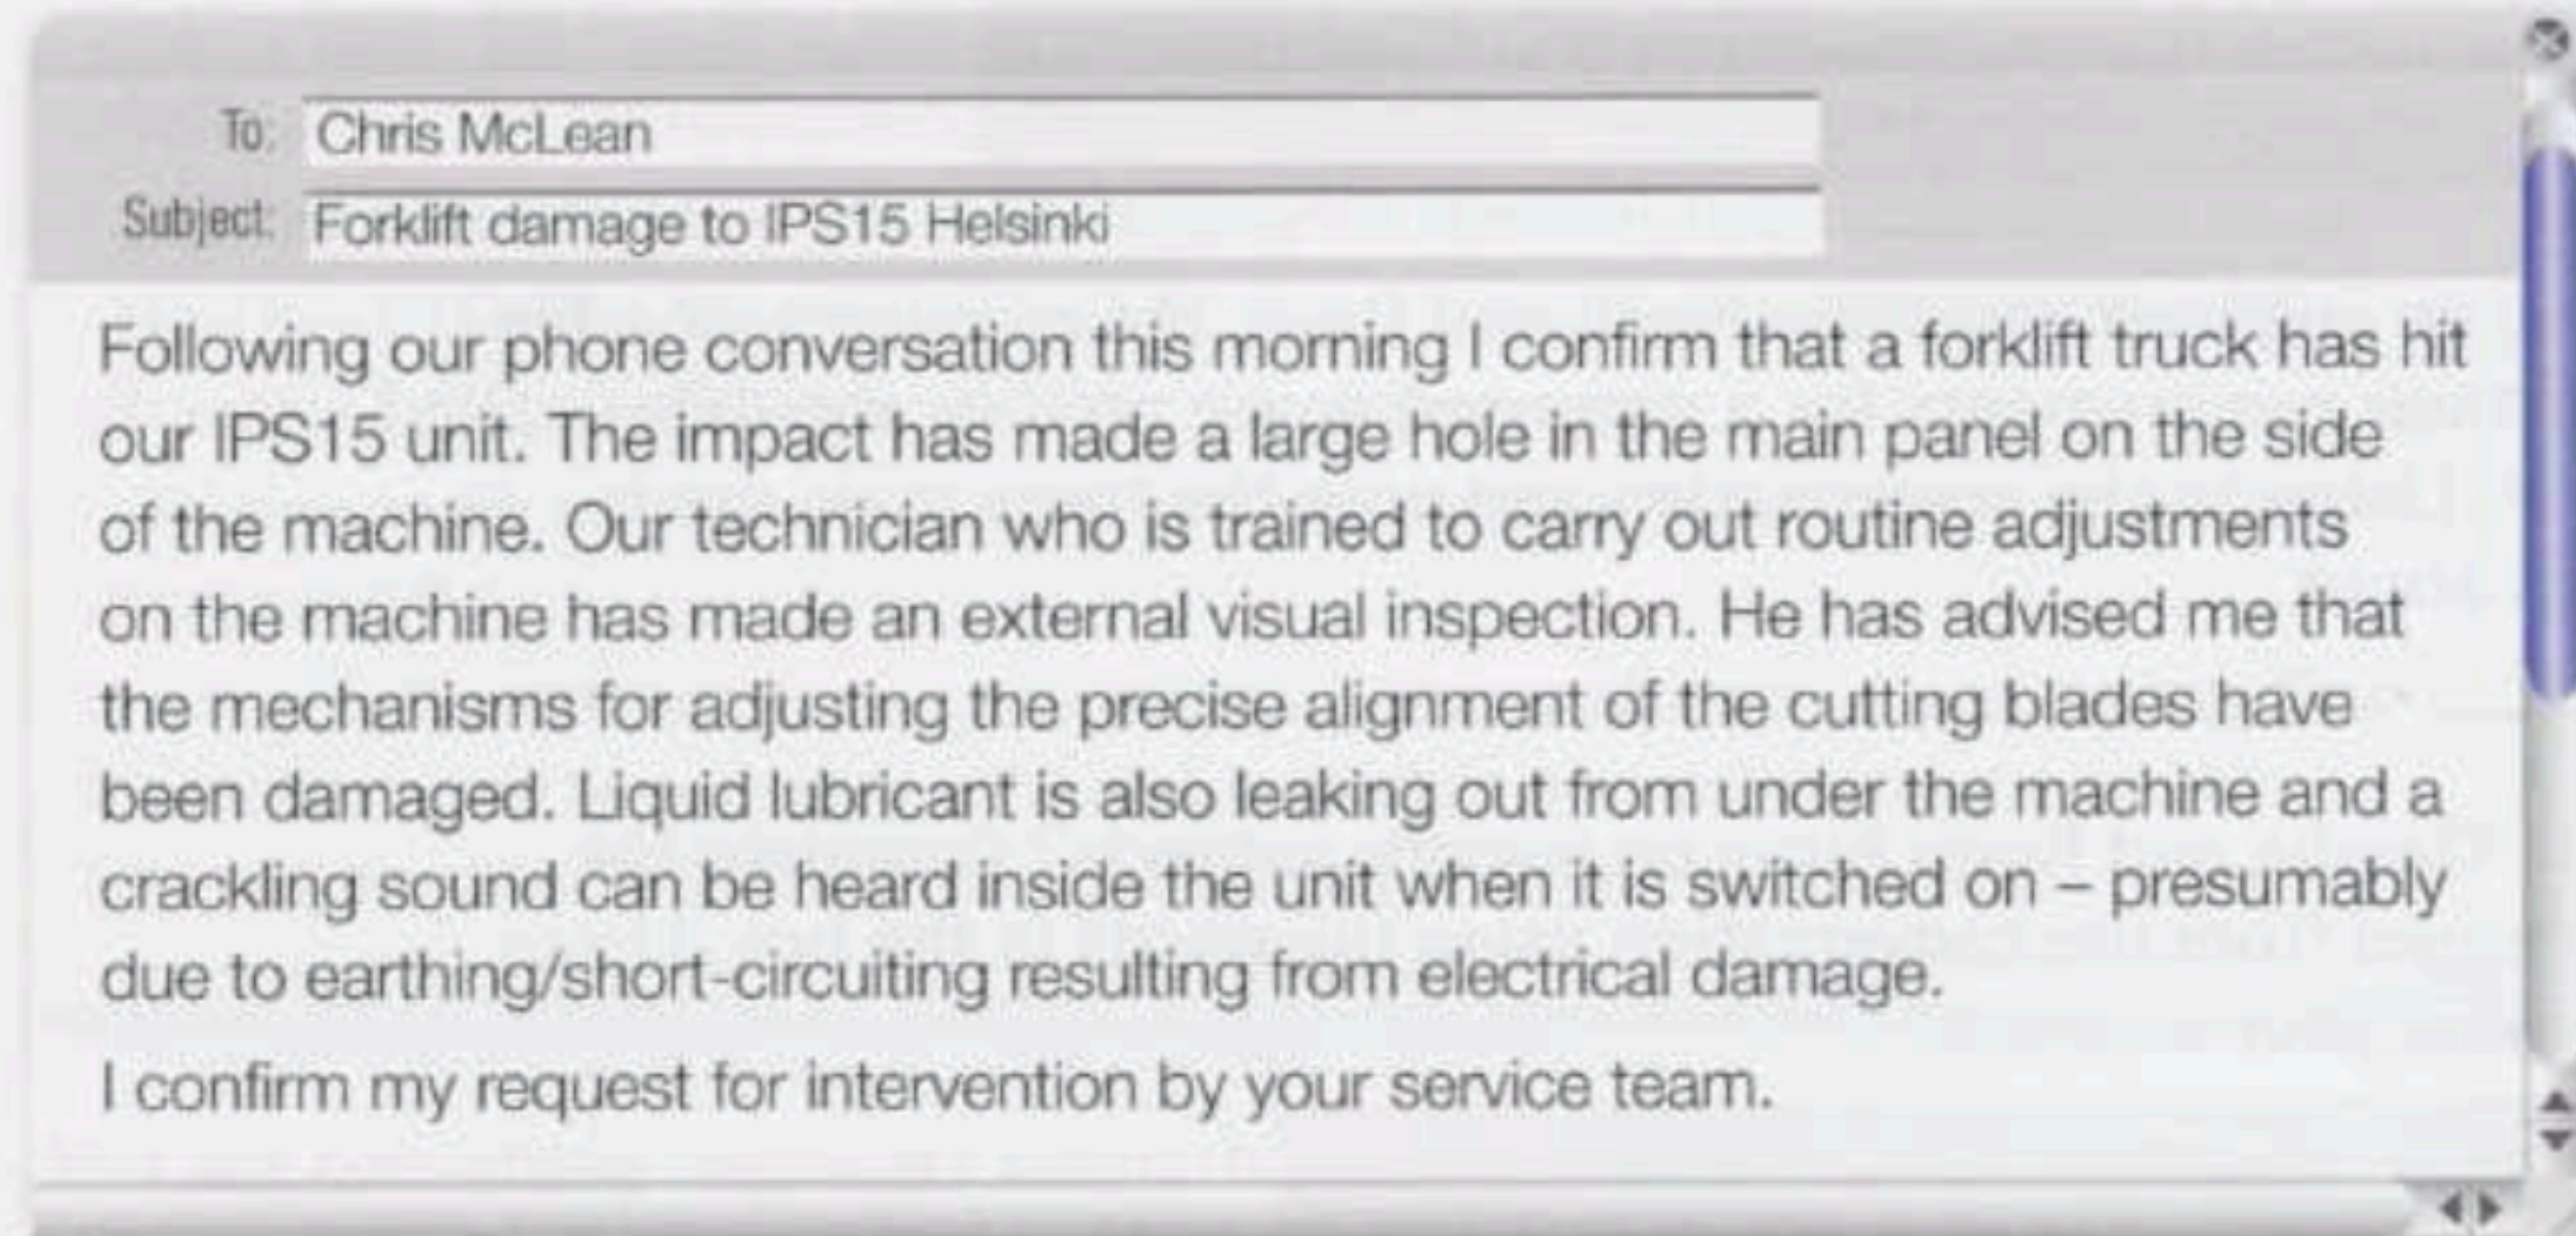 To: Chris McLean
Subject: Forklift damage to IPS15 Helsinki
Following our phone conversation this morning I confirm that a forklift truck has hit
our IPS15 unit. The impact has made a large hole in the main panel on the side
of the machine. Our technician who is trained to carry out routine adjustments
on the machine has made an external visual inspection. He has advised me that
the mechanisms for adjusting the precise alignment of the cutting blades have
been damaged. Liquid lubricant is also leaking out from under the machine and a
crackling sound can be heard inside the unit when it is switched on – presumably
due to earthing/short-circuiting resulting from electrical damage.
I confirm my request for intervention by your service team.